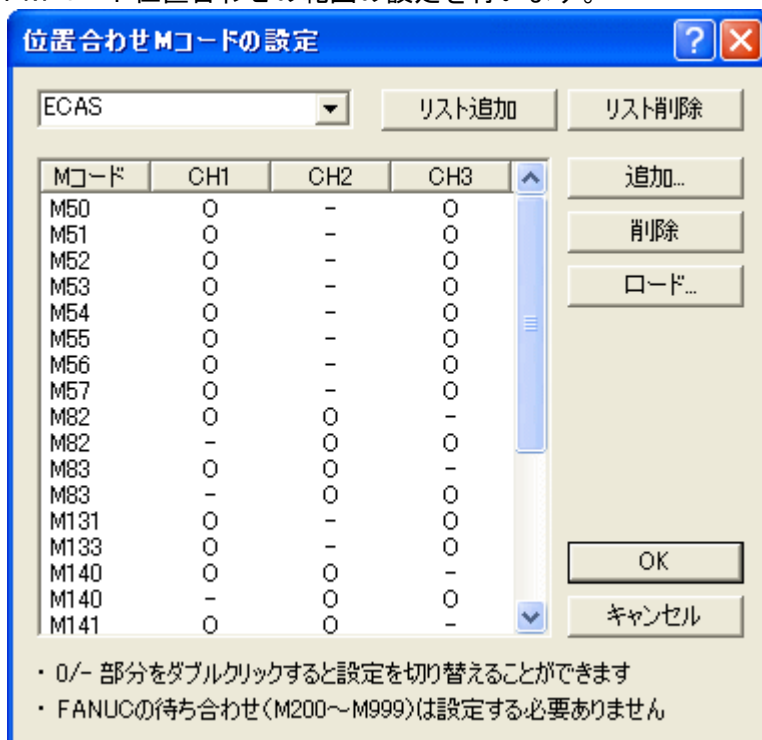 位置合わせMコードの設定
ECAS リスト追加 リスト削除
Mコード CH1 CH2 CH3 追加...
M50 O - O
M51 O - O 削除
M52 O - O
M53 O - O ロード...
M54 O - O
M55 O - O
M56 O - O
M57 O - O
M82 O O -
M82 - O O
M83 O O -
M83 - O O
M131 O - O
M133 O - O
M140 O O - OK
M140 - O O
M141 O O - キャンセル
・ O/- 部分をダブルクリックすると設定を切り替えることができます
・ FANUCの待ち合わせ(M200～M999)は設定する必要ありません